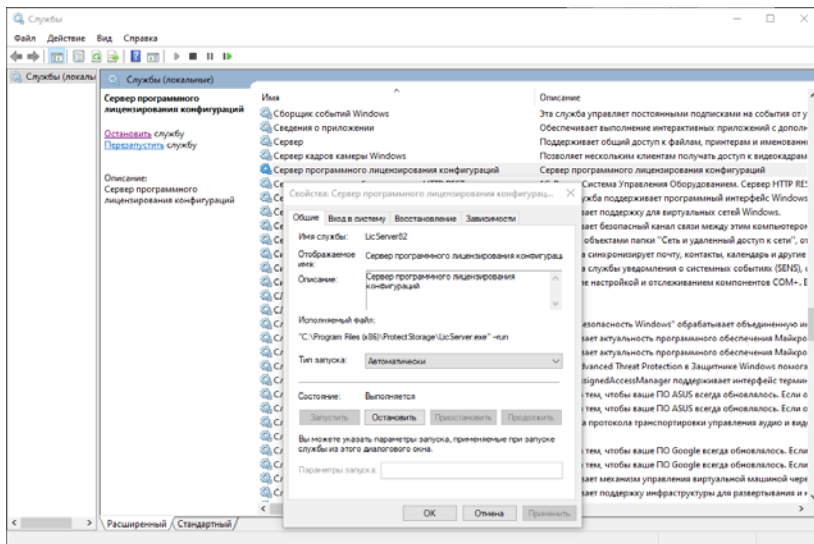 Службы
Файл Действие Вид Справка
Службы (локалы
Службы (локальные)
Сервер программного
лицензирования конфигураций
Остановить службу
Перезапустить службу
Описание:
Сервер программного
лицензирования конфигураций
Имя
Описание
Сборщик событий Windows
Эта служба управляет постоянными подписками на события от у
Сведения о приложении
Обеспечивает выполнение интерактивных приложений с дополн
Сервер
Поддерживает общий доступ к файлам, принтерам и именованн
Сервер кадров камеры Windows
Позволяет нескольким клиентам получать доступ к видеокадрам
Сервер программного лицензирования конфигураций
Сервер программного лицензирования конфигураций
Система Управления Оборудованием. Сервер HTTP RES
ужба поддерживает программный интерфейс Windows
вает поддержку для виртуальных сетей Windows.
вает безопасный канал связи между этим компьютером
объектами папки "Сеть и удаленный доступ к сети", от
а синхронизирует почту, контакты, календарь и другие
а службы уведомления о системных событиях (SENS), с
е настройкой и отслеживанием компонентов COM+. Е
езопасность Windows" обрабатывает объединенную ин
вает актуальность программного обеспечения Майкро
вает актуальность программного обеспечения Майкро
dvanced Threat Protection в Защитнике Windows помога
signedAccessManager поддерживает интерфейс термин
тем, чтобы ваше ПО ASUS всегда обновлялось. Если о
тем, чтобы ваше ПО ASUS всегда обновлялось. Если о
а протокола транспортировки управления аудио и вид
тем, чтобы ваше ПО Google всегда обновлялось. Если
тем, чтобы ваше ПО Google всегда обновлялось. Если
вает механизм управления виртуальной машиной чере
вает поддержку инфраструктуры для развертывания и
Свойства: Сервер программного лицензирования конфигурац...
Общие Вход в систему Восстановление Зависимости
Имя службы: LicServer82
Отображаемое
имя: Сервер программного лицензирования конфигурац
Описание: Сервер программного лицензирования
конфигураций
Исполняемый файл:
"C:\Program Files (x86)\ProtectStorage\LicServer.exe" -run
Тип запуска: Автоматически
Состояние: Выполняется
Запустить Остановить Приостановить Продолжить
Вы можете указать параметры запуска, применяемые при запуске
службы из этого диалогового окна.
Параметры запуска:
OK Отмена Применить
Расширенный Стандартный